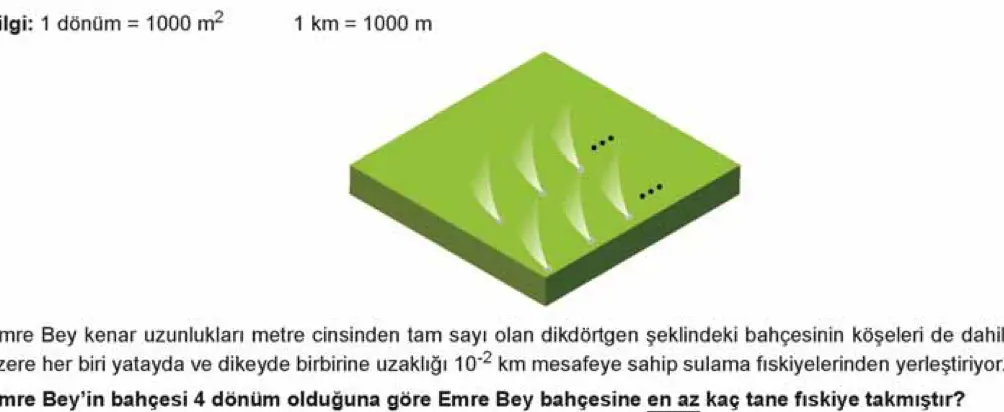 ilgi: 1 dönüm = 1000 m² 1 km = 1000 m
mre Bey kenar uzunlukları metre cinsinden tam sayı olan dikdörtgen şeklindeki bahçesinin köşeleri de dahil
zere her biri yatayda ve dikeyde birbirine uzaklığı 10⁻² km mesafeye sahip sulama fıskiyelerinden yerleştiriyor.
mre Bey'in bahçesi 4 dönüm olduğuna göre Emre Bey bahçesine en az kaç tane fıskiye takmıştır?